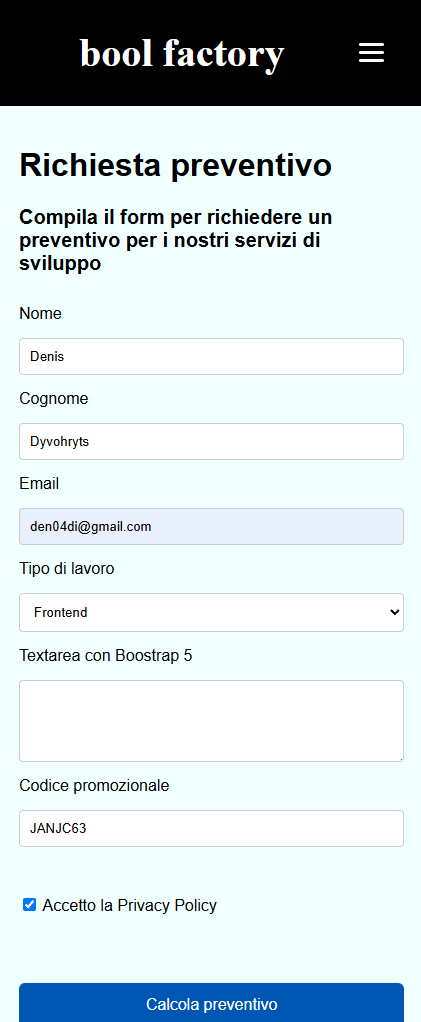 bool factory
Richiesta preventivo
Compila il form per richiedere un
preventivo per i nostri servizi di
sviluppo
Nome
Denis
Cognome
Dyvohryts
Email
den04di@gmail.com
Tipo di lavoro
Frontend
Textarea con Boostrap 5
Codice promozionale
JANJC63
Accetto la Privacy Policy
Calcola preventivo